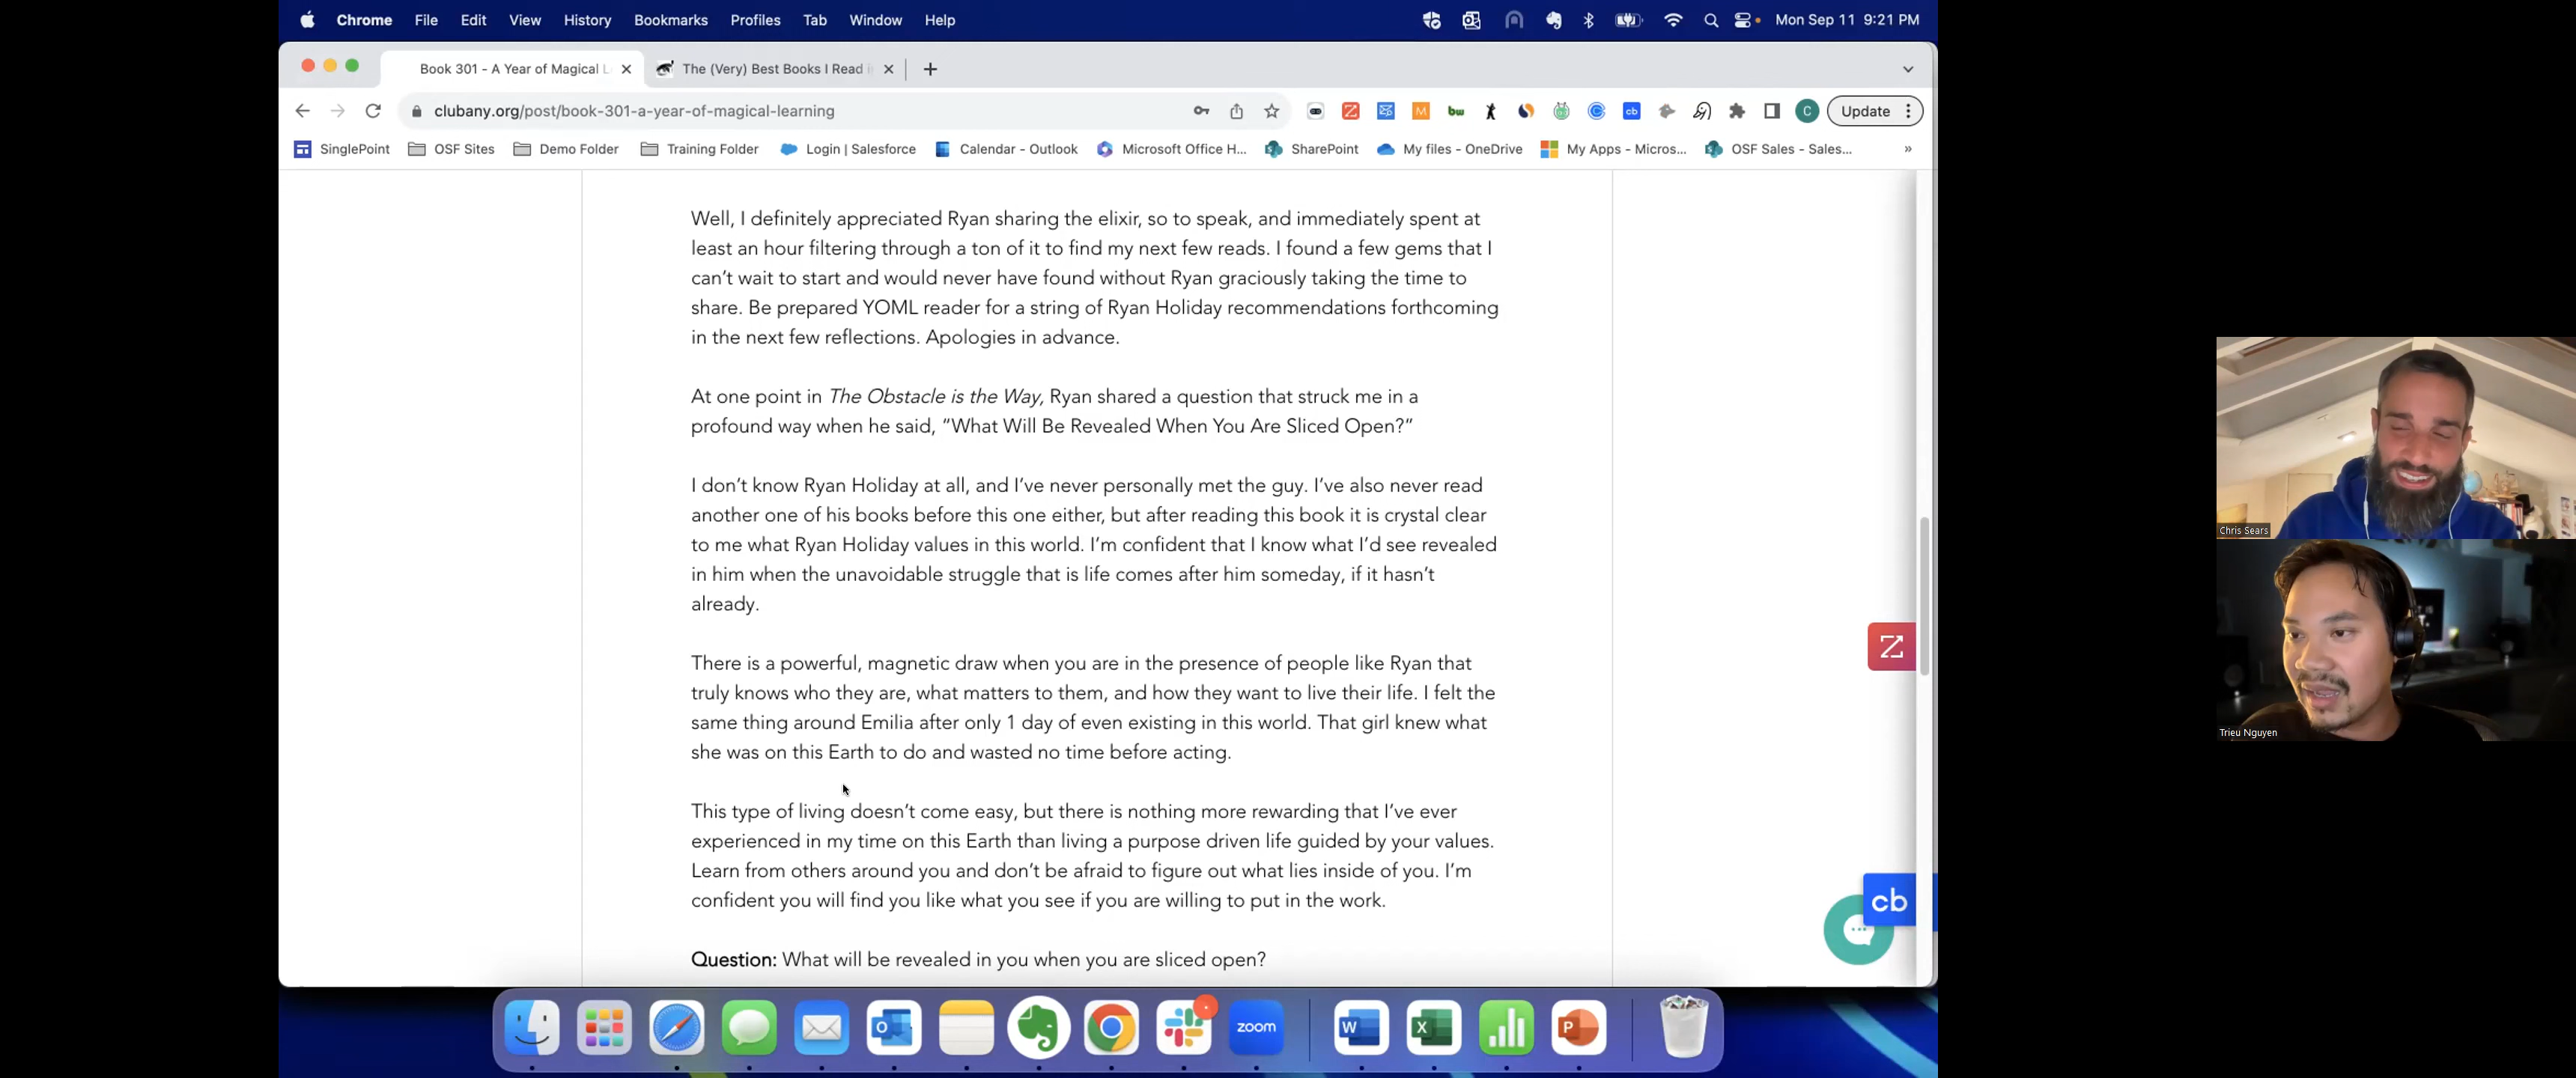 Chrome File Edit View History Bookmarks Profiles Tab Window Help Mon Sep 11 9:21 PM
Book 301 - A Year of Magical L The (Very) Best Books I Read i
clubany.org/post/book-301-a-year-of-magical-learning M bw cb C Update
SinglePoint OSF Sites Demo Folder Training Folder Login | Salesforce Calendar - Outlook Microsoft Office H... SharePoint My files - OneDrive My Apps - Micros... OSF Sales - Sales... »
Well, I definitely appreciated Ryan sharing the elixir, so to speak, and immediately spent at
least an hour filtering through a ton of it to find my next few reads. I found a few gems that I
can't wait to start and would never have found without Ryan graciously taking the time to
share. Be prepared YOML reader for a string of Ryan Holiday recommendations forthcoming
in the next few reflections. Apologies in advance.
At one point in The Obstacle is the Way, Ryan shared a question that struck me in a
profound way when he said, “What Will Be Revealed When You Are Sliced Open?”
I don't know Ryan Holiday at all, and I've never personally met the guy. I've also never read
another one of his books before this one either, but after reading this book it is crystal clear
to me what Ryan Holiday values in this world. I'm confident that I know what I'd see revealed
in him when the unavoidable struggle that is life comes after him someday, if it hasn't
already.
There is a powerful, magnetic draw when you are in the presence of people like Ryan that
truly knows who they are, what matters to them, and how they want to live their life. I felt the
same thing around Emilia after only 1 day of even existing in this world. That girl knew what
she was on this Earth to do and wasted no time before acting.
This type of living doesn't come easy, but there is nothing more rewarding that I've ever
experienced in my time on this Earth than living a purpose driven life guided by your values.
Learn from others around you and don't be afraid to figure out what lies inside of you. I'm
confident you will find you like what you see if you are willing to put in the work.
Question: What will be revealed in you when you are sliced open?
cb
zoom
Chris Sears
Trieu Nguyen